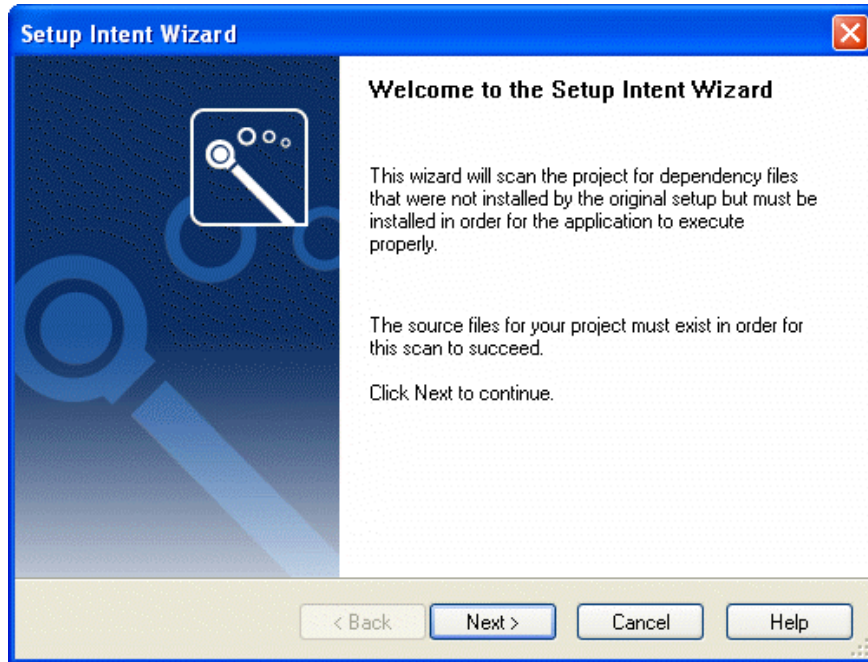 Setup Intent Wizard
Welcome to the Setup Intent Wizard
This wizard will scan the project for dependency files
that were not installed by the original setup but must be
installed in order for the application to execute
properly.
The source files for your project must exist in order for
this scan to succeed.
Click Next to continue.
< Back Next > Cancel Help